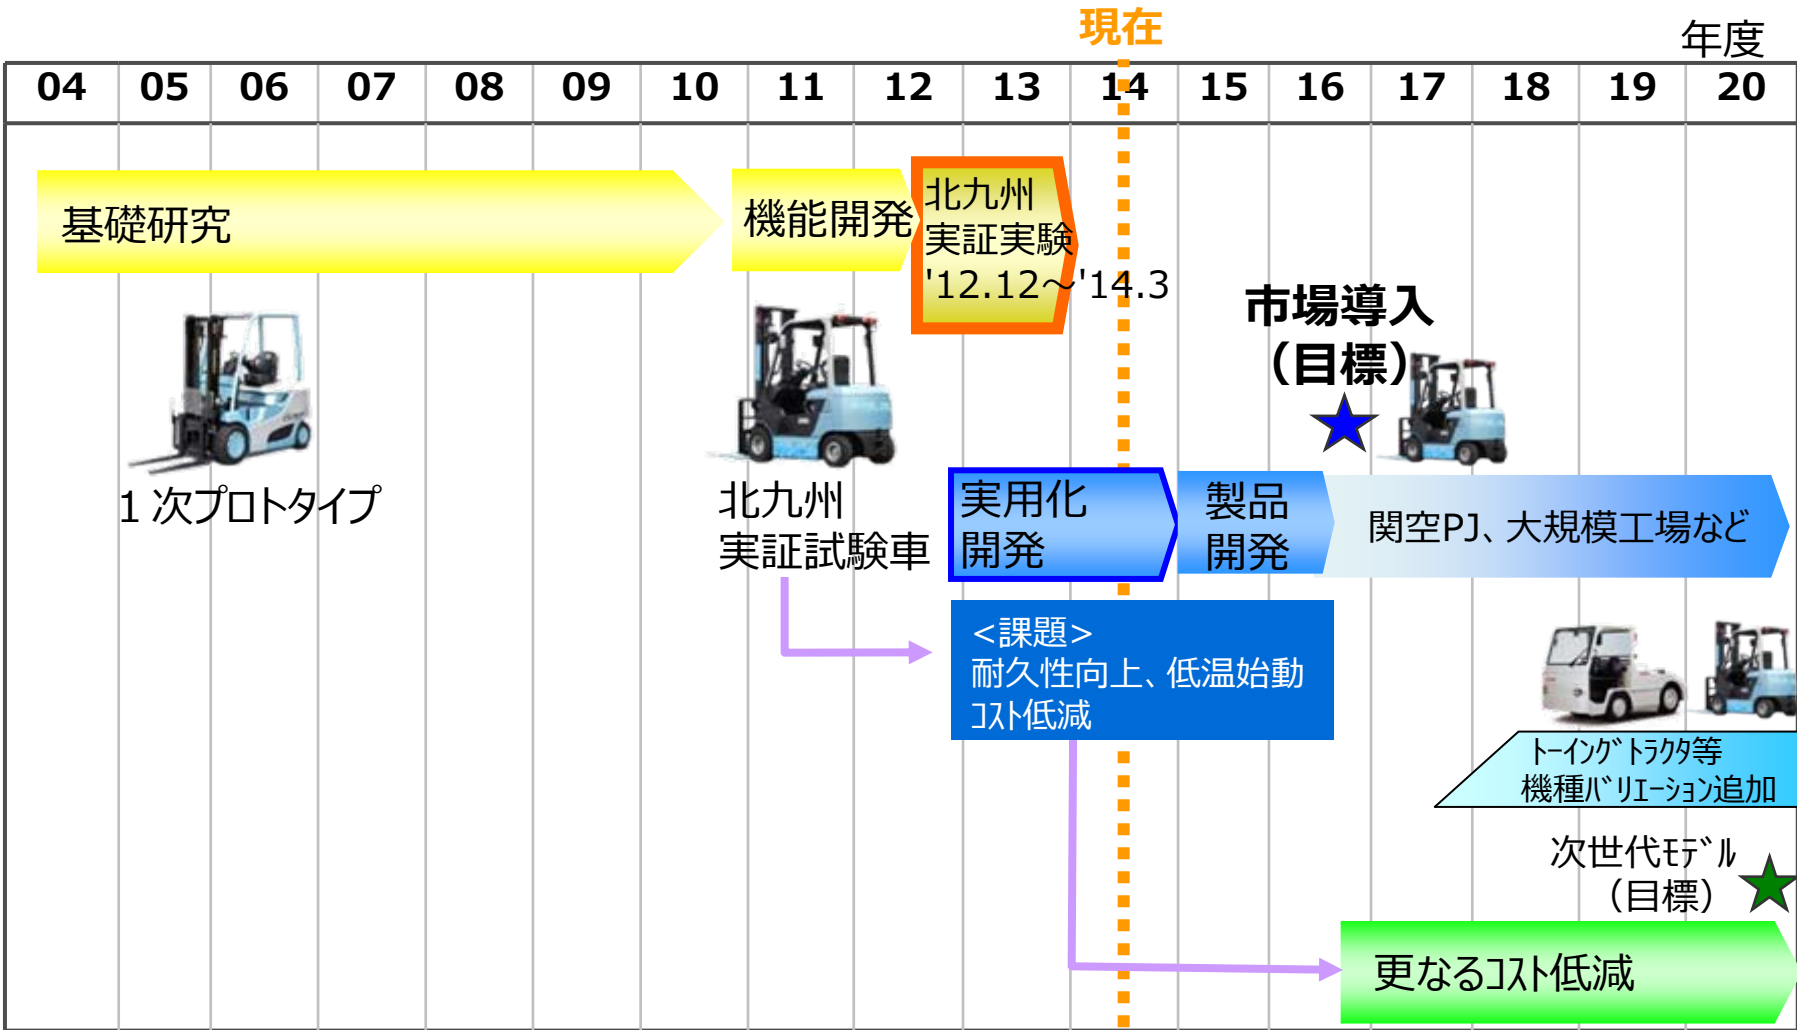 現在
年度
04 05 06 07 08 09 10 11 12 13 14 15 16 17 18 19 20
基礎研究
機能開発
北九州
実証実験
'12.12～'14.3
市場導入
（目標）
1次プロトタイプ
北九州
実証試験車
実用化
開発
製品
開発
関空PJ、大規模工場など
<課題>
耐久性向上、低温始動
ｺｽﾄ低減
ﾄｰｲﾝｸﾞﾄﾗｸﾀ等
機種ﾊﾞﾘｴｰｼｮﾝ追加
次世代ﾓﾃﾞﾙ
（目標）
更なるｺｽﾄ低減